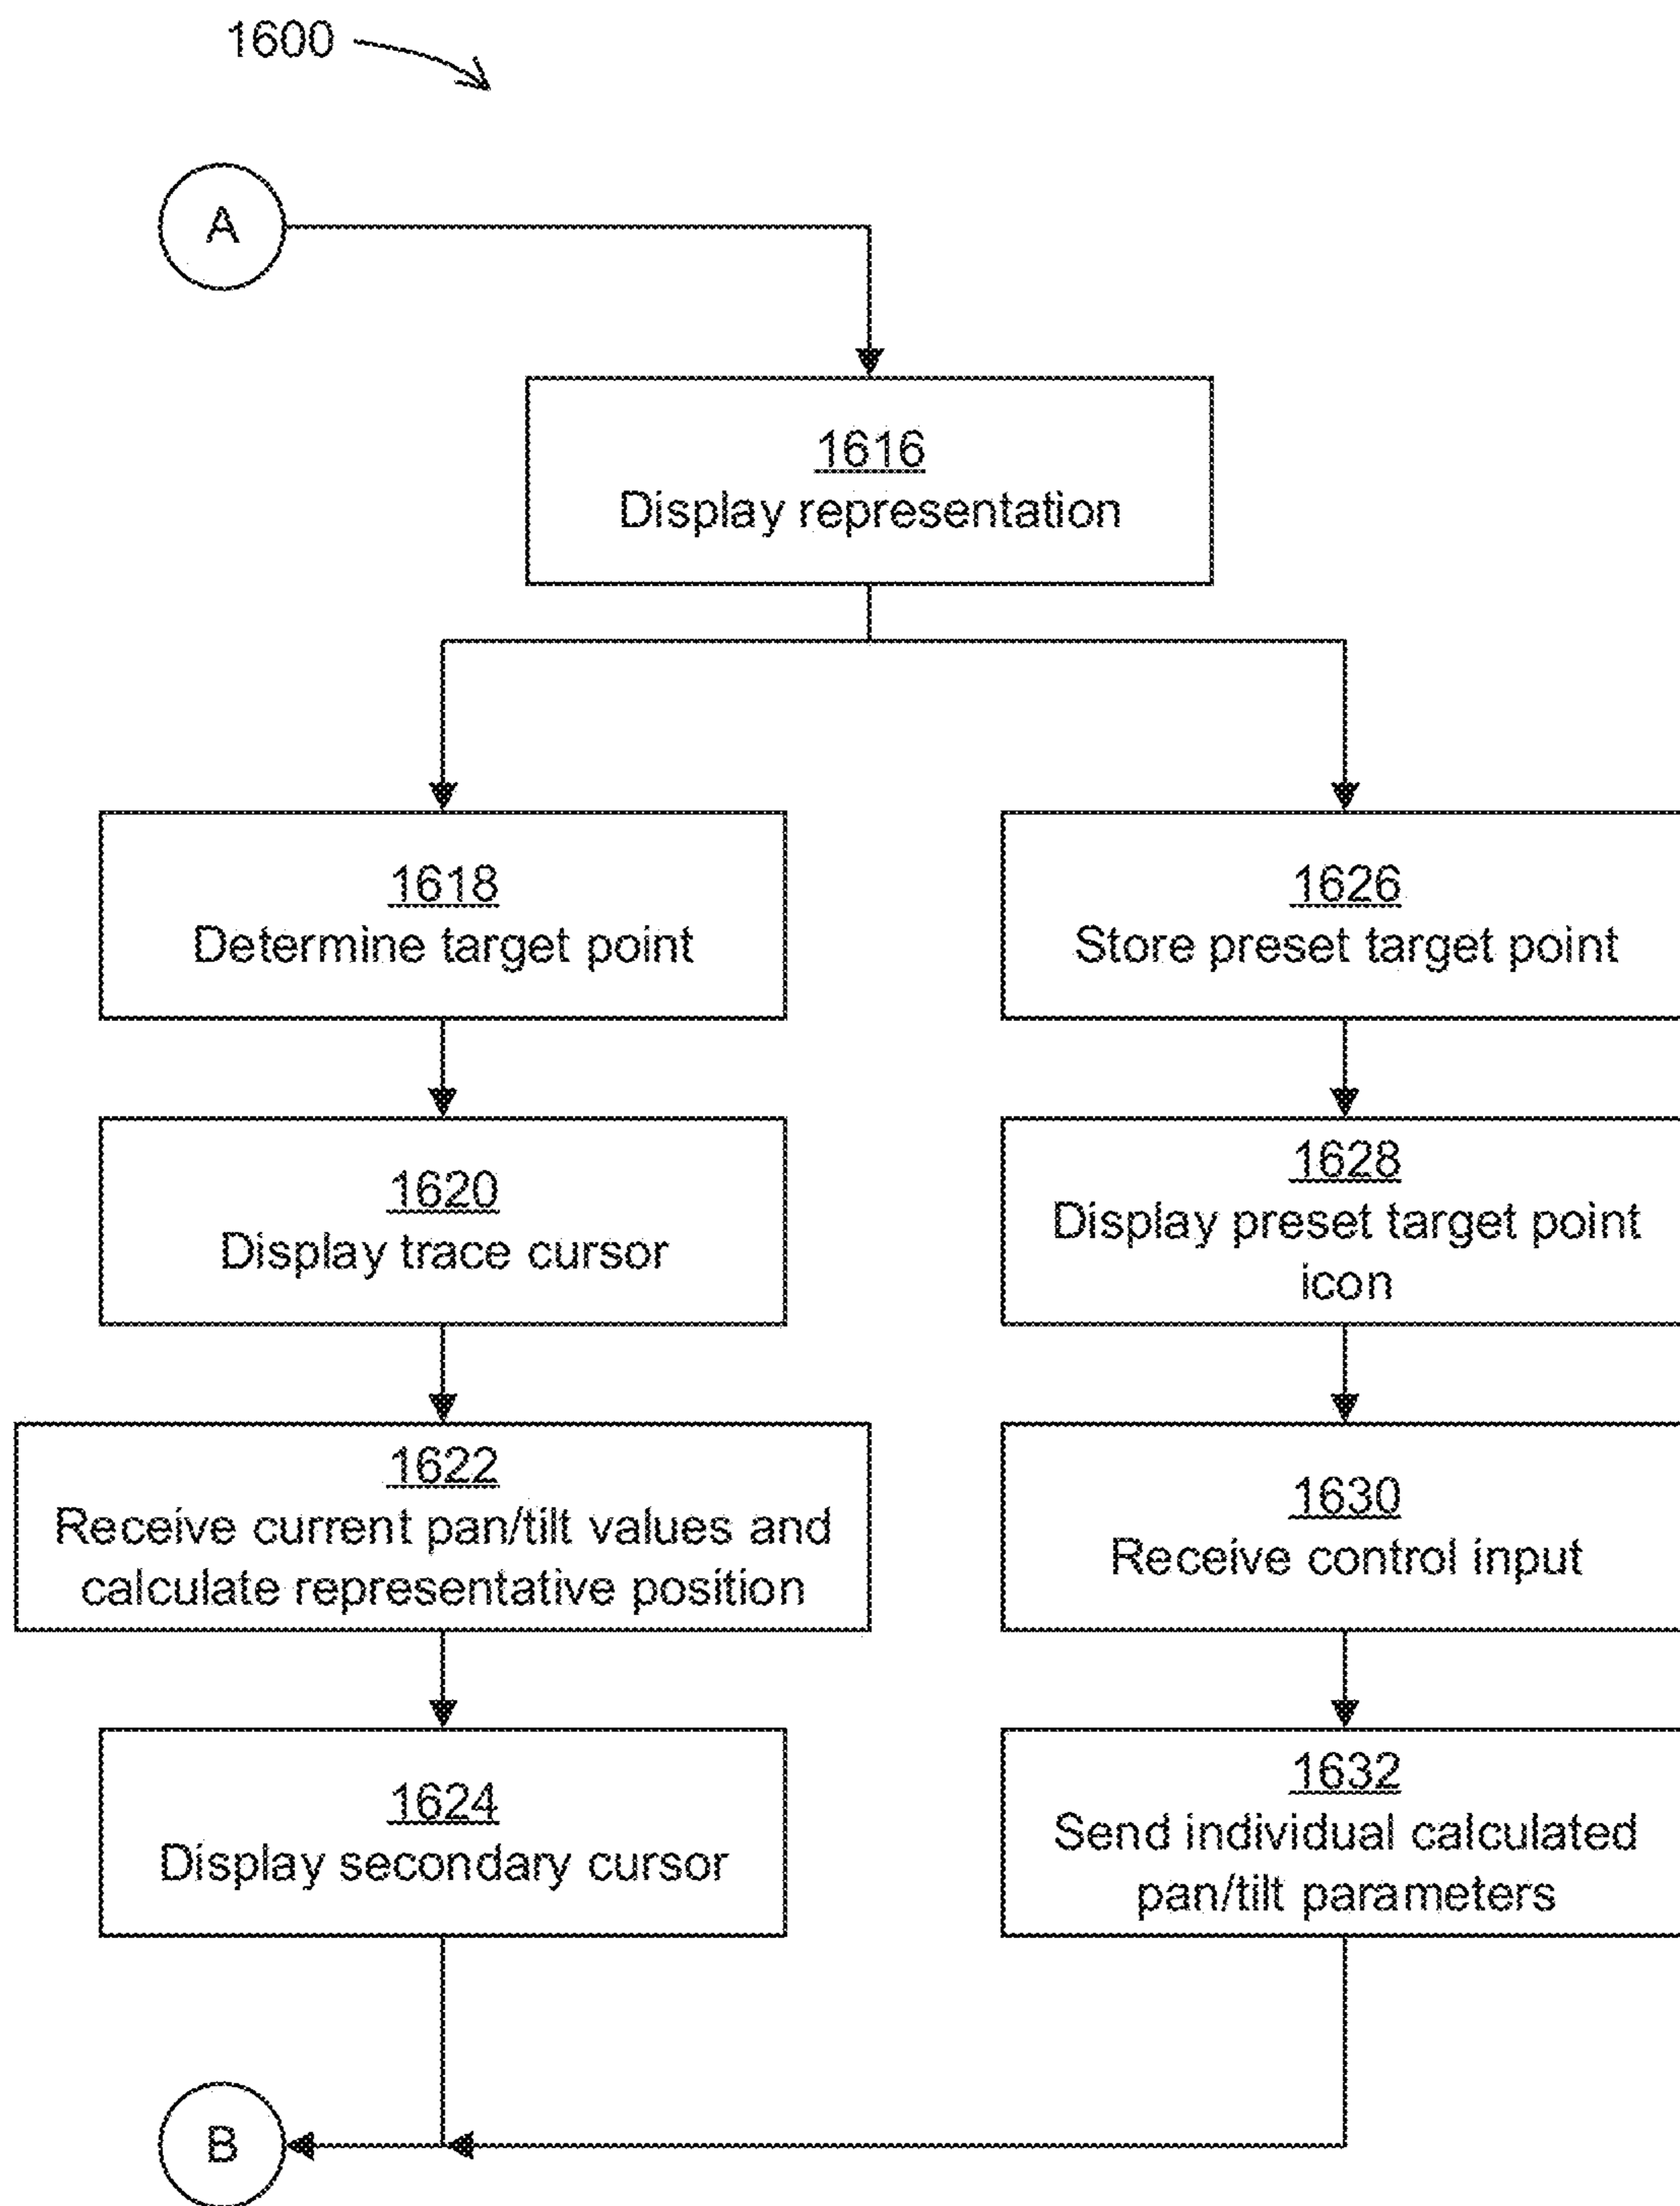 1600
A
1616
Display representation
1618
Determine target point
1626
Store preset target point
1620
Display trace cursor
1628
Display preset target point
icon
1622
Receive current pan/tilt values and
calculate representative position
1630
Receive control input
1624
Display secondary cursor
1632
Send individual calculated
pan/tilt parameters
B